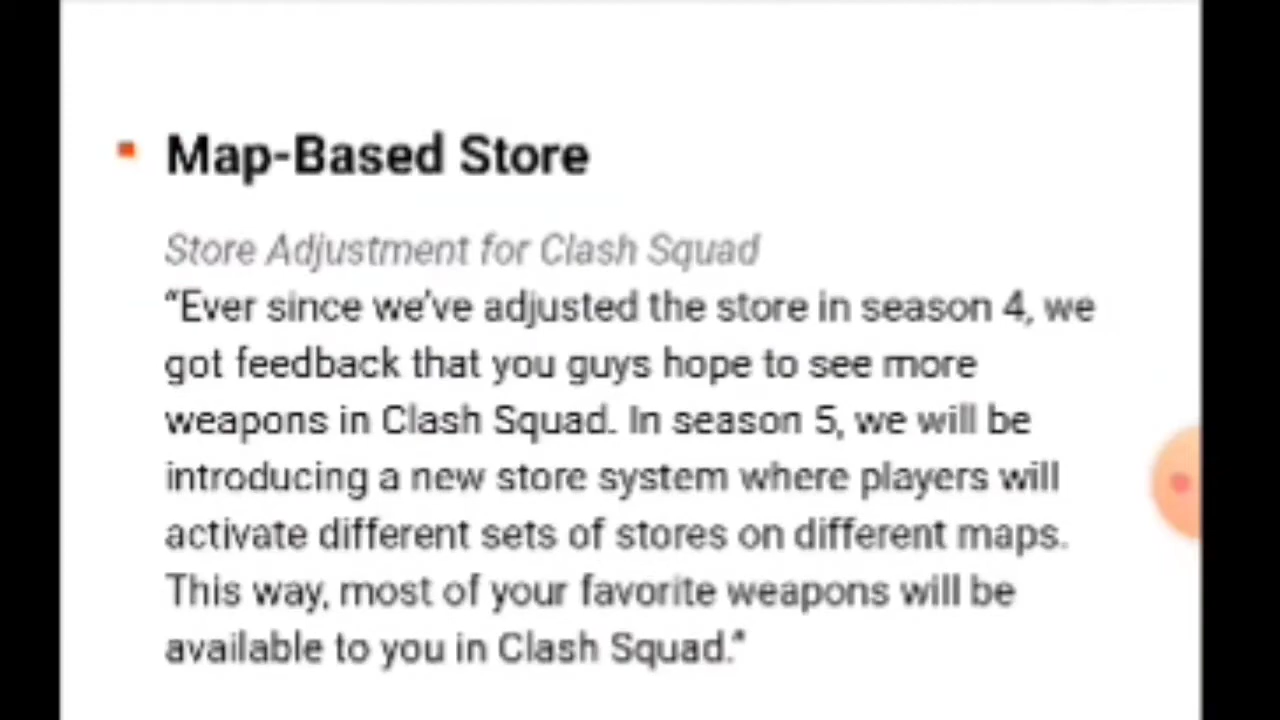 Map-Based Store
Store Adjustment for Clash Squad
“Ever since we’ve adjusted the store in season 4, we
got feedback that you guys hope to see more
weapons in Clash Squad. In season 5, we will be
introducing a new store system where players will
activate different sets of stores on different maps.
This way, most of your favorite weapons will be
available to you in Clash Squad.”